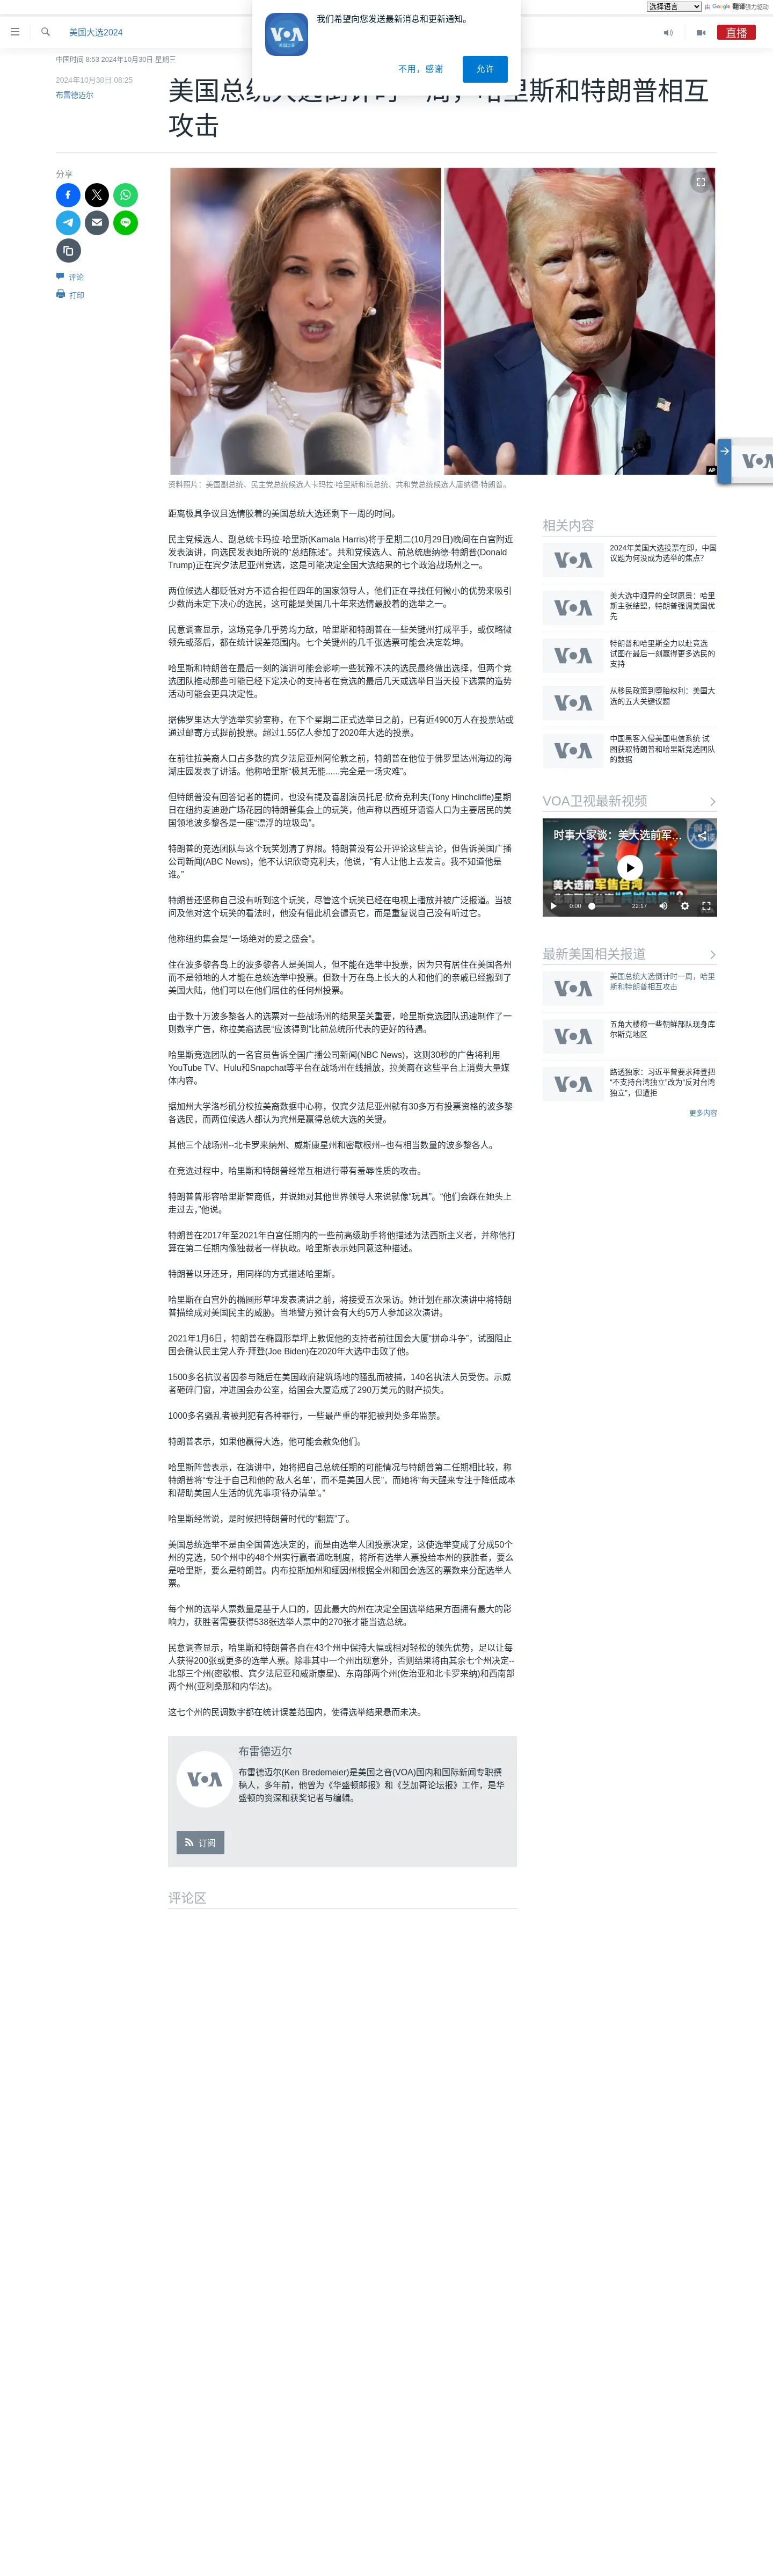 选择语言
由 Google 翻译强力驱动
我们希望向您发送最新消息和更新通知。
不用，感谢
允许
VOA
美国大选2024
直播
中国时间 8:53 2024年10月30日 星期三
2024年10月30日 08:25
布雷德迈尔
美国总统大选倒计时一周，哈里斯和特朗普相互
攻击
分享
评论
打印
AP
资料照片：美国副总统、民主党总统候选人卡玛拉·哈里斯和前总统、共和党总统候选人唐纳德·特朗普。
距离极具争议且选情胶着的美国总统大选还剩下一周的时间。
民主党候选人、副总统卡玛拉·哈里斯(Kamala Harris)将于星期二(10月29日)晚间在白宫附近
发表演讲，向选民发表她所说的“总结陈述”。共和党候选人、前总统唐纳德·特朗普(Donald
Trump)正在宾夕法尼亚州竞选，这是可能决定全国大选结果的七个政治战场州之一。
两位候选人都贬低对方不适合担任四年的国家领导人，他们正在寻找任何微小的优势来吸引
少数尚未定下决心的选民，这可能是美国几十年来选情最胶着的选举之一。
民意调查显示，这场竞争几乎势均力敌，哈里斯和特朗普在一些关键州打成平手，或仅略微
领先或落后，都在统计误差范围内。七个关键州的几千张选票可能会决定乾坤。
哈里斯和特朗普在最后一刻的演讲可能会影响一些犹豫不决的选民最终做出选择，但两个竞
选团队推动那些可能已经下定决心的支持者在竞选的最后几天或选举日当天投下选票的造势
活动可能会更具决定性。
据佛罗里达大学选举实验室称，在下个星期二正式选举日之前，已有近4900万人在投票站或
通过邮寄方式提前投票。超过1.55亿人参加了2020年大选的投票。
在前往拉美裔人口占多数的宾夕法尼亚州阿伦敦之前，特朗普在他位于佛罗里达州海边的海
湖庄园发表了讲话。他称哈里斯“极其无能......完全是一场灾难”。
但特朗普没有回答记者的提问，也没有提及喜剧演员托尼·欣奇克利夫(Tony Hinchcliffe)星期
日在纽约麦迪逊广场花园的特朗普集会上的玩笑，他声称以西班牙语裔人口为主要居民的美
国领地波多黎各是一座“漂浮的垃圾岛”。
特朗普的竞选团队与这个玩笑划清了界限。特朗普没有公开评论这些言论，但告诉美国广播
公司新闻(ABC News)，他不认识欣奇克利夫，他说，“有人让他上去发言。我不知道他是
谁。”
特朗普还坚称自己没有听到这个玩笑，尽管这个玩笑已经在电视上播放并被广泛报道。当被
问及他对这个玩笑的看法时，他没有借此机会谴责它，而是重复说自己没有听过它。
他称纽约集会是“一场绝对的爱之盛会”。
住在波多黎各岛上的波多黎各人是美国人，但不能在选举中投票，因为只有居住在美国各州
而不是领地的人才能在总统选举中投票。但数十万在岛上长大的人和他们的亲戚已经搬到了
美国大陆，他们可以在他们居住的任何州投票。
由于数十万波多黎各人的选票对一些战场州的结果至关重要，哈里斯竞选团队迅速制作了一
则数字广告，称拉美裔选民“应该得到”比前总统所代表的更好的待遇。
哈里斯竞选团队的一名官员告诉全国广播公司新闻(NBC News)，这则30秒的广告将利用
YouTube TV、Hulu和Snapchat等平台在战场州在线播放，拉美裔在这些平台上消费大量媒
体内容。
据加州大学洛杉矶分校拉美裔数据中心称，仅宾夕法尼亚州就有30多万有投票资格的波多黎
各选民，而两位候选人都认为宾州是赢得总统大选的关键。
其他三个战场州--北卡罗来纳州、威斯康星州和密歇根州--也有相当数量的波多黎各人。
在竞选过程中，哈里斯和特朗普经常互相进行带有羞辱性质的攻击。
特朗普曾形容哈里斯智商低，并说她对其他世界领导人来说就像“玩具”。“他们会踩在她头上
走过去，”他说。
特朗普在2017年至2021年白宫任期内的一些前高级助手将他描述为法西斯主义者，并称他打
算在第二任期内像独裁者一样执政。哈里斯表示她同意这种描述。
特朗普以牙还牙，用同样的方式描述哈里斯。
哈里斯在白宫外的椭圆形草坪发表演讲之前，将接受五次采访。她计划在那次演讲中将特朗
普描绘成对美国民主的威胁。当地警方预计会有大约5万人参加这次演讲。
2021年1月6日，特朗普在椭圆形草坪上敦促他的支持者前往国会大厦“拼命斗争”，试图阻止
国会确认民主党人乔·拜登(Joe Biden)在2020年大选中击败了他。
1500多名抗议者因参与随后在美国政府建筑场地的骚乱而被捕，140名执法人员受伤。示威
者砸碎门窗，冲进国会办公室，给国会大厦造成了290万美元的财产损失。
1000多名骚乱者被判犯有各种罪行，一些最严重的罪犯被判处多年监禁。
特朗普表示，如果他赢得大选，他可能会赦免他们。
哈里斯阵营表示，在演讲中，她将把自己总统任期的可能情况与特朗普第二任期相比较，称
特朗普将“专注于自己和他的‘敌人名单’，而不是美国人民”，而她将“每天醒来专注于降低成本
和帮助美国人生活的优先事项‘待办清单’。”
哈里斯经常说，是时候把特朗普时代的“翻篇”了。
美国总统选举不是由全国普选决定的，而是由选举人团投票决定，这使选举变成了分成50个
州的竞选，50个州中的48个州实行赢者通吃制度，将所有选举人票投给本州的获胜者，要么
是哈里斯，要么是特朗普。内布拉斯加州和缅因州根据全州和国会选区的票数来分配选举人
票。
每个州的选举人票数量是基于人口的，因此最大的州在决定全国选举结果方面拥有最大的影
响力，获胜者需要获得538张选举人票中的270张才能当选总统。
民意调查显示，哈里斯和特朗普各自在43个州中保持大幅或相对轻松的领先优势，足以让每
人获得200张或更多的选举人票。除非其中一个州出现意外，否则结果将由其余七个州决定--
北部三个州(密歇根、宾夕法尼亚和威斯康星)、东南部两个州(佐治亚和北卡罗来纳)和西南部
两个州(亚利桑那和内华达)。
这七个州的民调数字都在统计误差范围内，使得选举结果悬而未决。
VOA
布雷德迈尔
布雷德迈尔(Ken Bredemeier)是美国之音(VOA)国内和国际新闻专职撰
稿人，多年前，他曾为《华盛顿邮报》和《芝加哥论坛报》工作，是华
盛顿的资深和获奖记者与编辑。
订阅
评论区
相关内容
VOA
2024年美国大选投票在即，中国
议题为何没成为选举的焦点？
VOA
美大选中迥异的全球愿景：哈里
斯主张结盟，特朗普强调美国优
先
VOA
特朗普和哈里斯全力以赴竞选
试图在最后一刻赢得更多选民的
支持
VOA
从移民政策到堕胎权利：美国大
选的五大关键议题
VOA
中国黑客入侵美国电信系统 试
图获取特朗普和哈里斯竞选团队
的数据
VOA卫视最新视频
时事大家谈：美大选前军...
美大选前军售台湾
0:00
22:17
最新美国相关报道
VOA
美国总统大选倒计时一周，哈里
斯和特朗普相互攻击
VOA
五角大楼称一些朝鲜部队现身库
尔斯克地区
VOA
路透独家：习近平曾要求拜登把
“不支持台湾独立”改为“反对台湾
独立”，但遭拒
更多内容